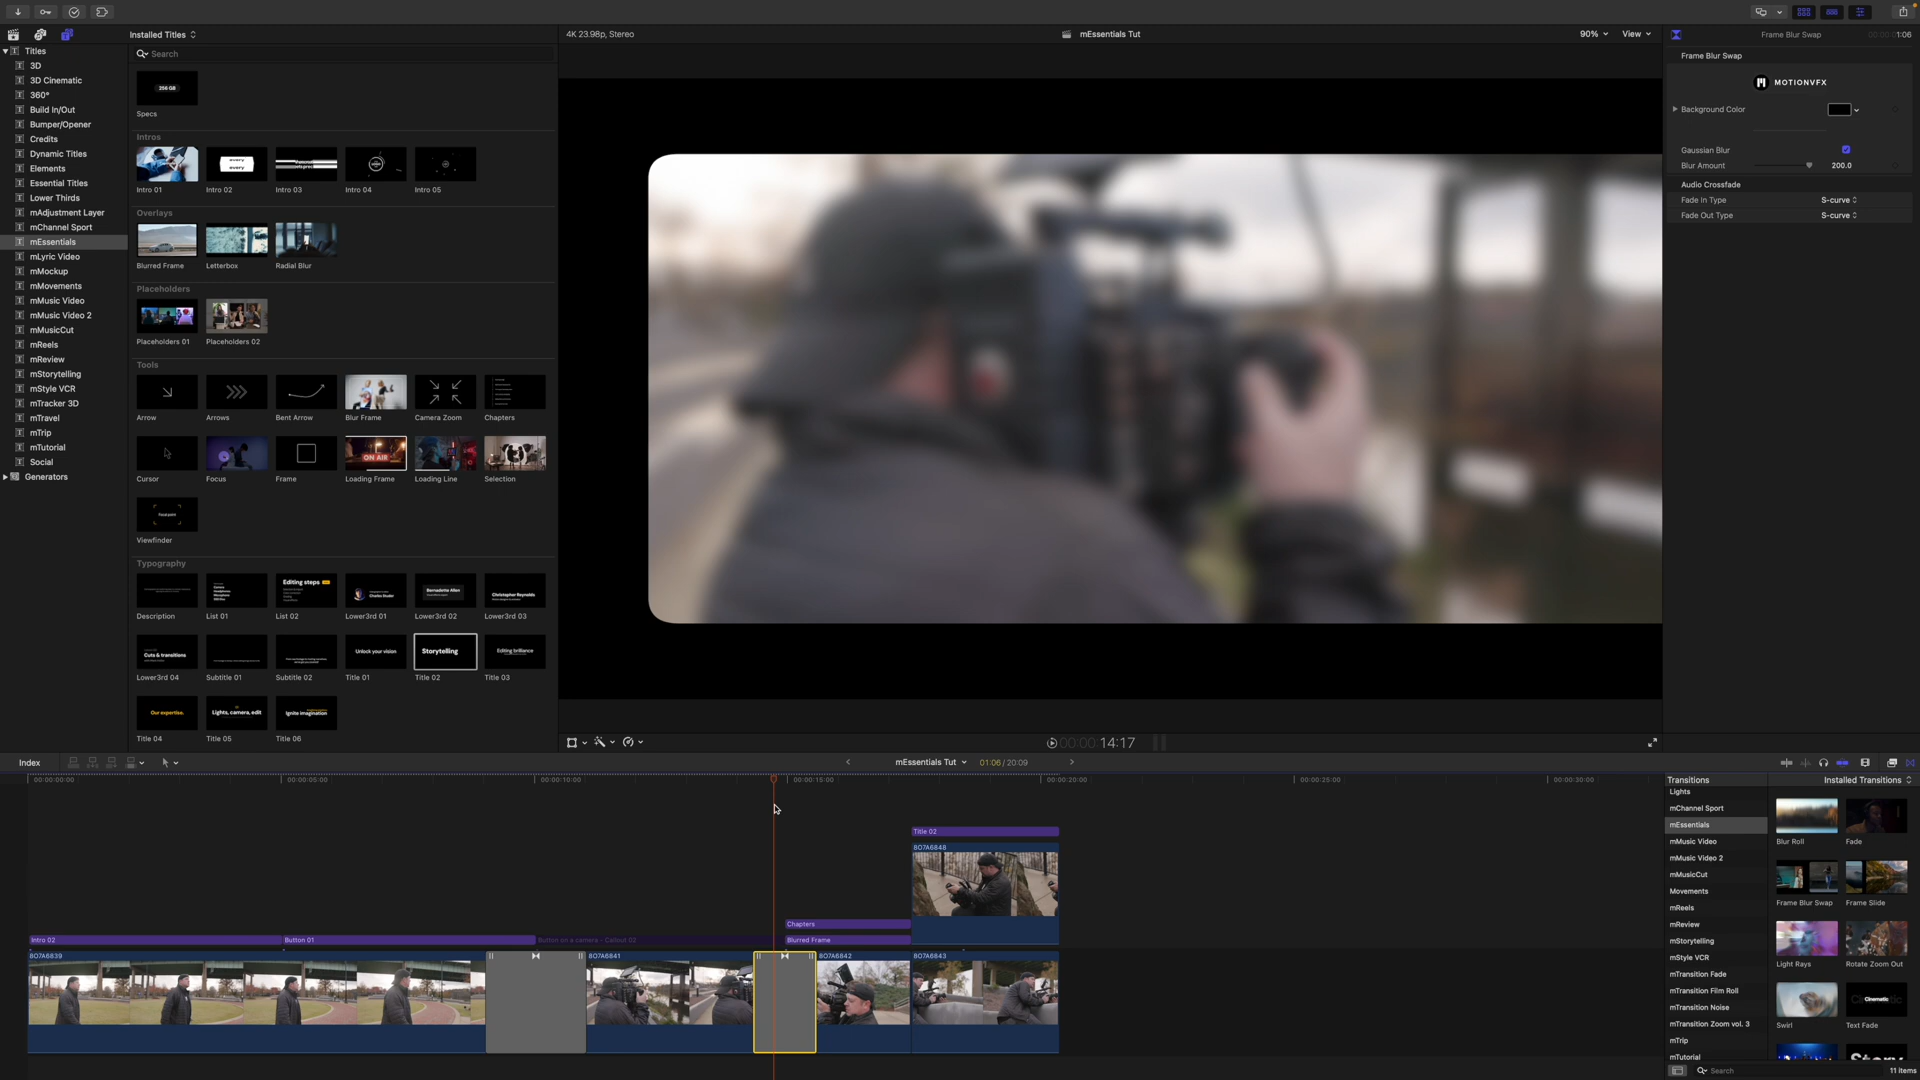 Installed Titles
4K 23.98p, Stereo
mEssentials Tut
90%
View
Frame Blur Swap
1:06
Titles
3D
3D Cinematic
360°
Build In/Out
Bumper/Opener
Credits
Dynamic Titles
Elements
Essential Titles
Lower Thirds
mAdjustment Layer
mChannel Sport
mEssentials
mLyric Video
mMockup
mMovements
mMusic Video
mMusic Video 2
mMusicCut
mReels
mReview
mStorytelling
mStyle VCR
mTracker 3D
mTravel
mTrip
mTutorial
Social
Generators
Search
256 GB
Specs
Intros
every
every
Intro 01
Intro 02
Intro 03
Intro 04
Intro 05
Overlays
Blurred Frame
Letterbox
Radial Blur
Placeholders
Placeholders 01
Placeholders 02
Tools
Arrow
Arrows
Bent Arrow
Blur Frame
Camera Zoom
Chapters
ON AIR
Cursor
Focus
Frame
Loading Frame
Loading Line
Selection
Focal point
Viewfinder
Typography
Editing steps
Charles Studer
Bernadette Allen
Christopher Reynolds
Description
List 01
List 02
Lower3rd 01
Lower3rd 02
Lower3rd 03
Cuts & transitions
Unlock your vision
Storytelling
Editing brilliance
Lower3rd 04
Subtitle 01
Subtitle 02
Title 01
Title 02
Title 03
Our expertise.
Lights, camera, edit
Ignite imagination
Title 04
Title 05
Title 06
Frame Blur Swap
MOTIONVFX
Background Color
Gaussian Blur
Blur Amount
200.0
Audio Crossfade
Fade In Type
S-curve
Fade Out Type
S-curve
00:00:00:14:17
Index
mEssentials Tut
01:06 / 20:09
00:00:00:00
00:00:05:00
00:00:10:00
00:00:15:00
00:00:20:00
00:00:25:00
00:00:30:00
Title 02
8O7A6848
Chapters
Intro 02
Button 01
Button on a camera - Callout 03
Blurred Frame
8O7A6839
8O7A6841
8O7A6842
8O7A6843
Transitions
Installed Transitions
Lights
mChannel Sport
mEssentials
mMusic Video
mMusic Video 2
mMusicCut
Movements
mReels
mReview
mStorytelling
mStyle VCR
mTransition Fade
mTransition Film Roll
mTransition Noise
mTransition Zoom vol. 3
mTrip
mTutorial
Blur Roll
Fade
Frame Blur Swap
Frame Slide
Light Rays
Rotate Zoom Out
Cinematic
Swirl
Text Fade
Search
11 items